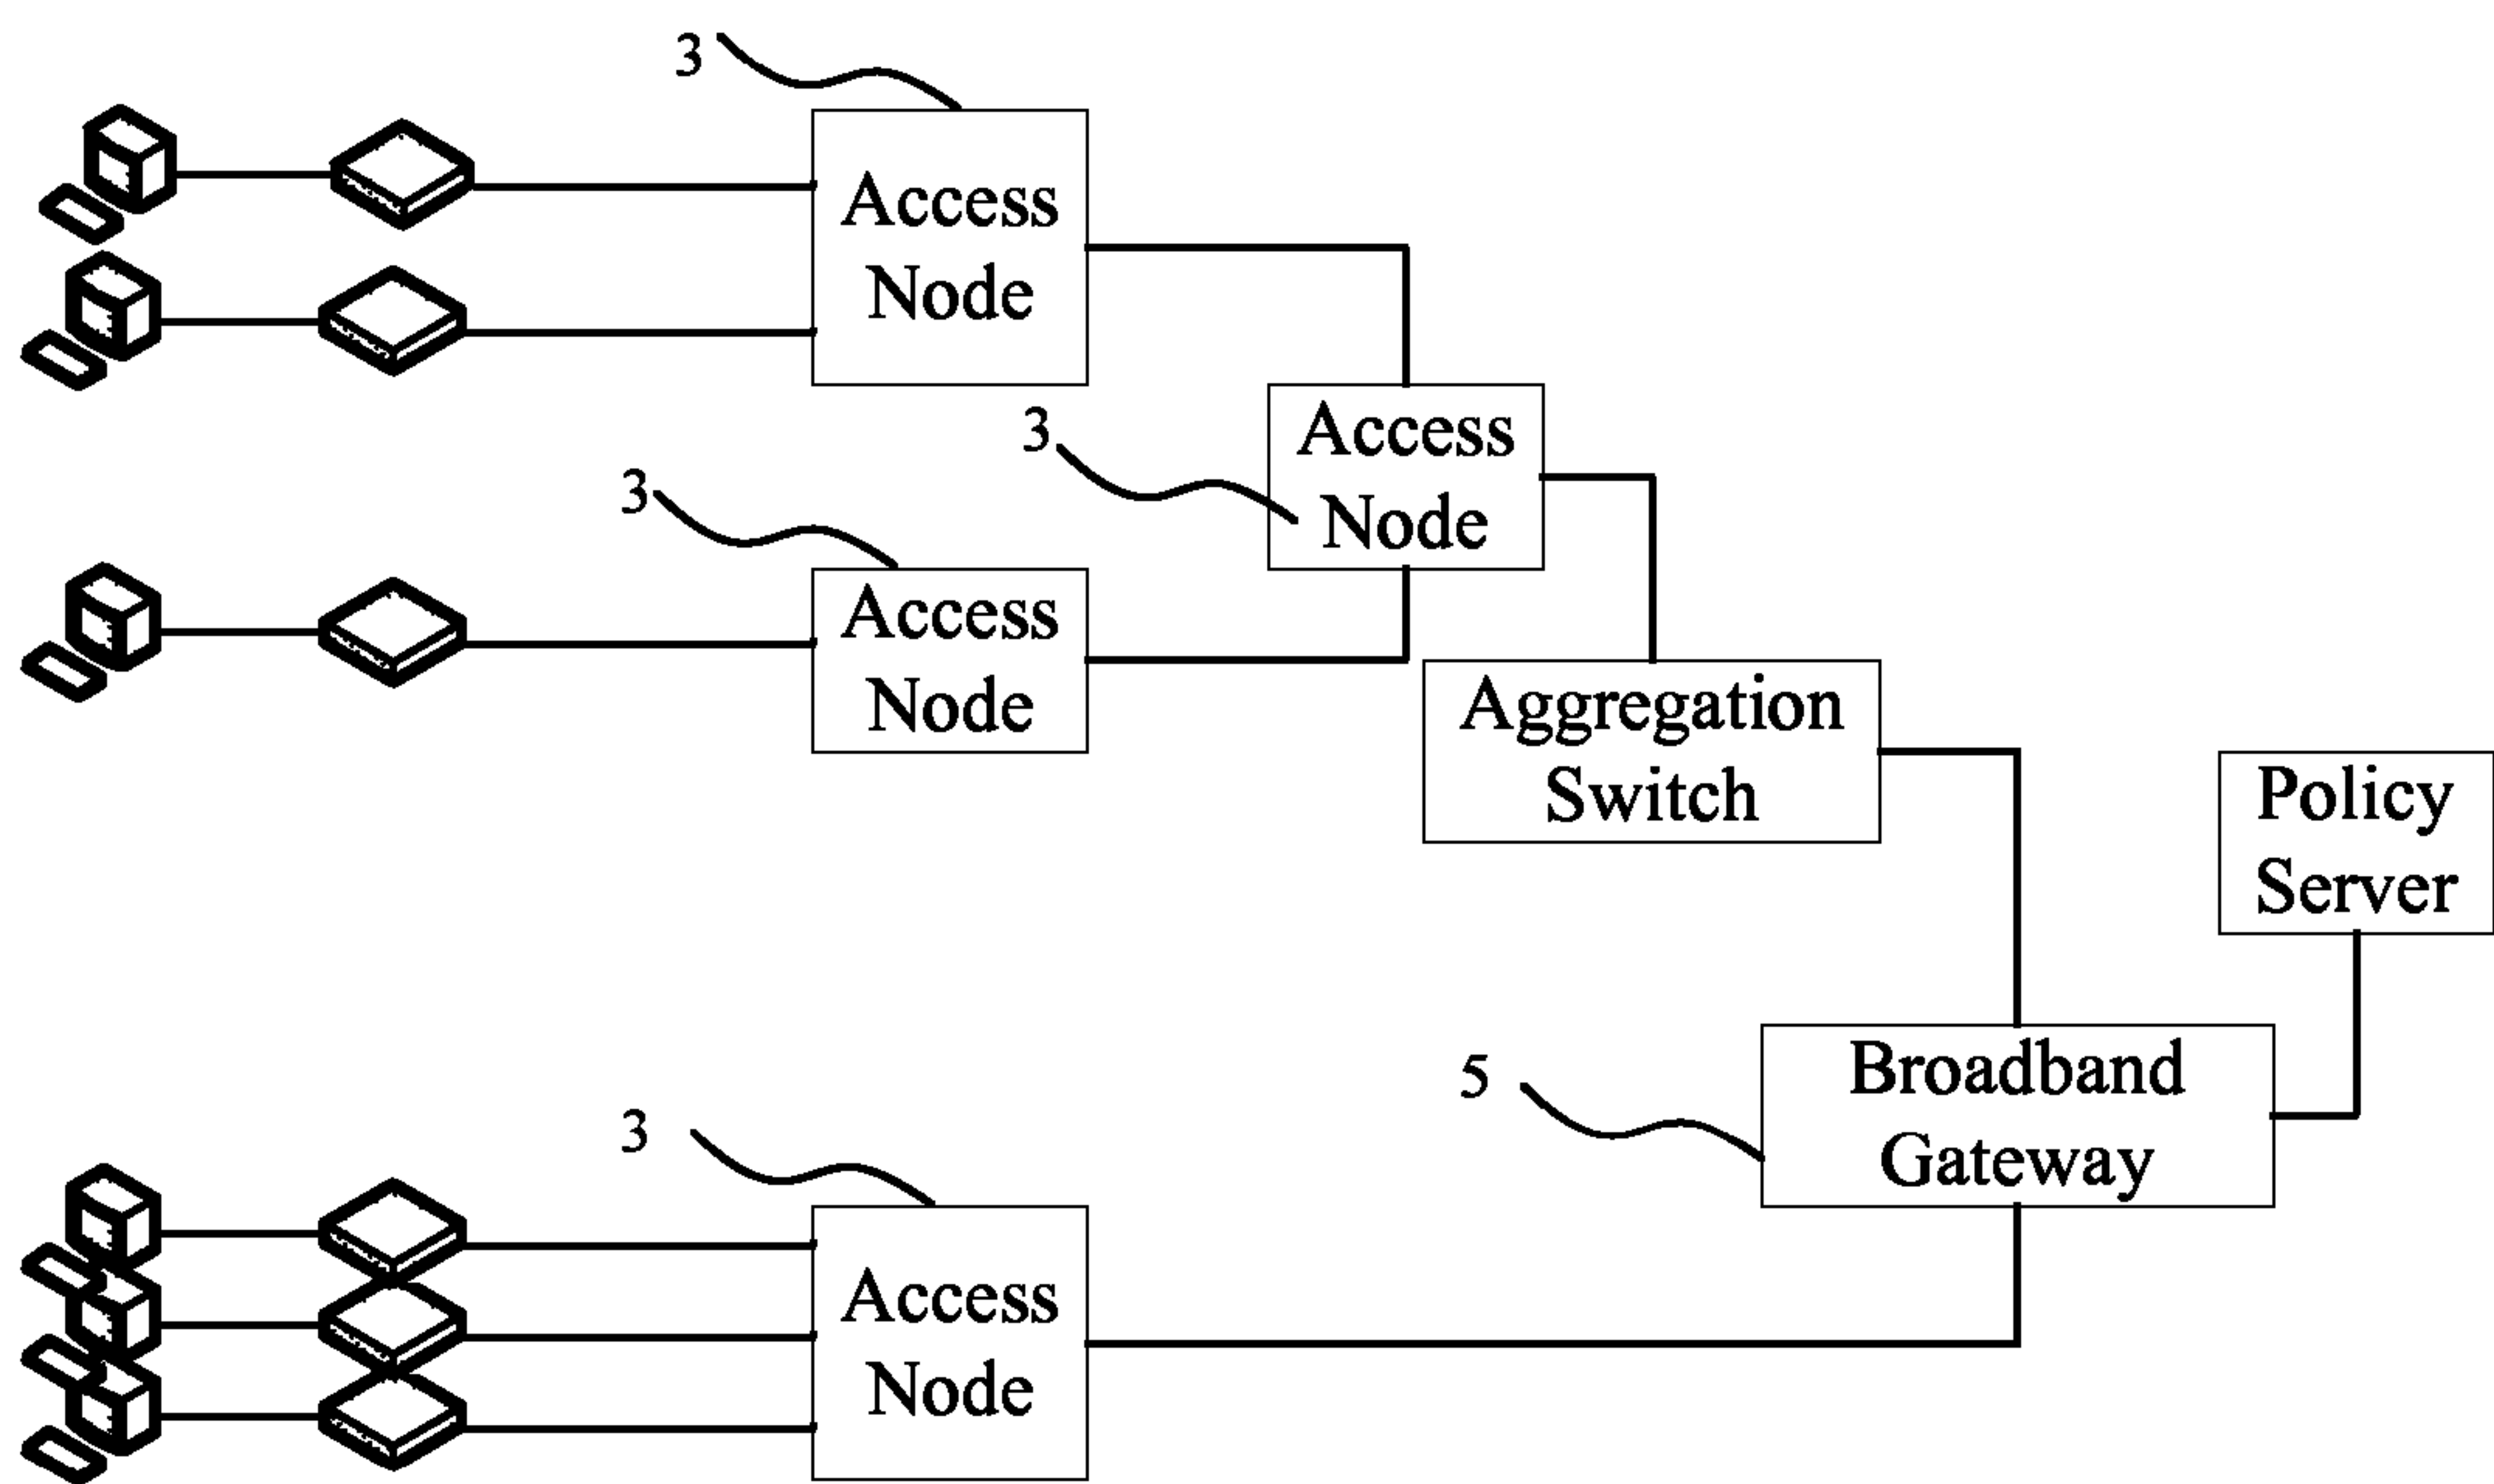 3
Access
Node
3
Access
Node
3
Access
Node
Aggregation
Switch
Policy
Server
5
Broadband
Gateway
3
Access
Node